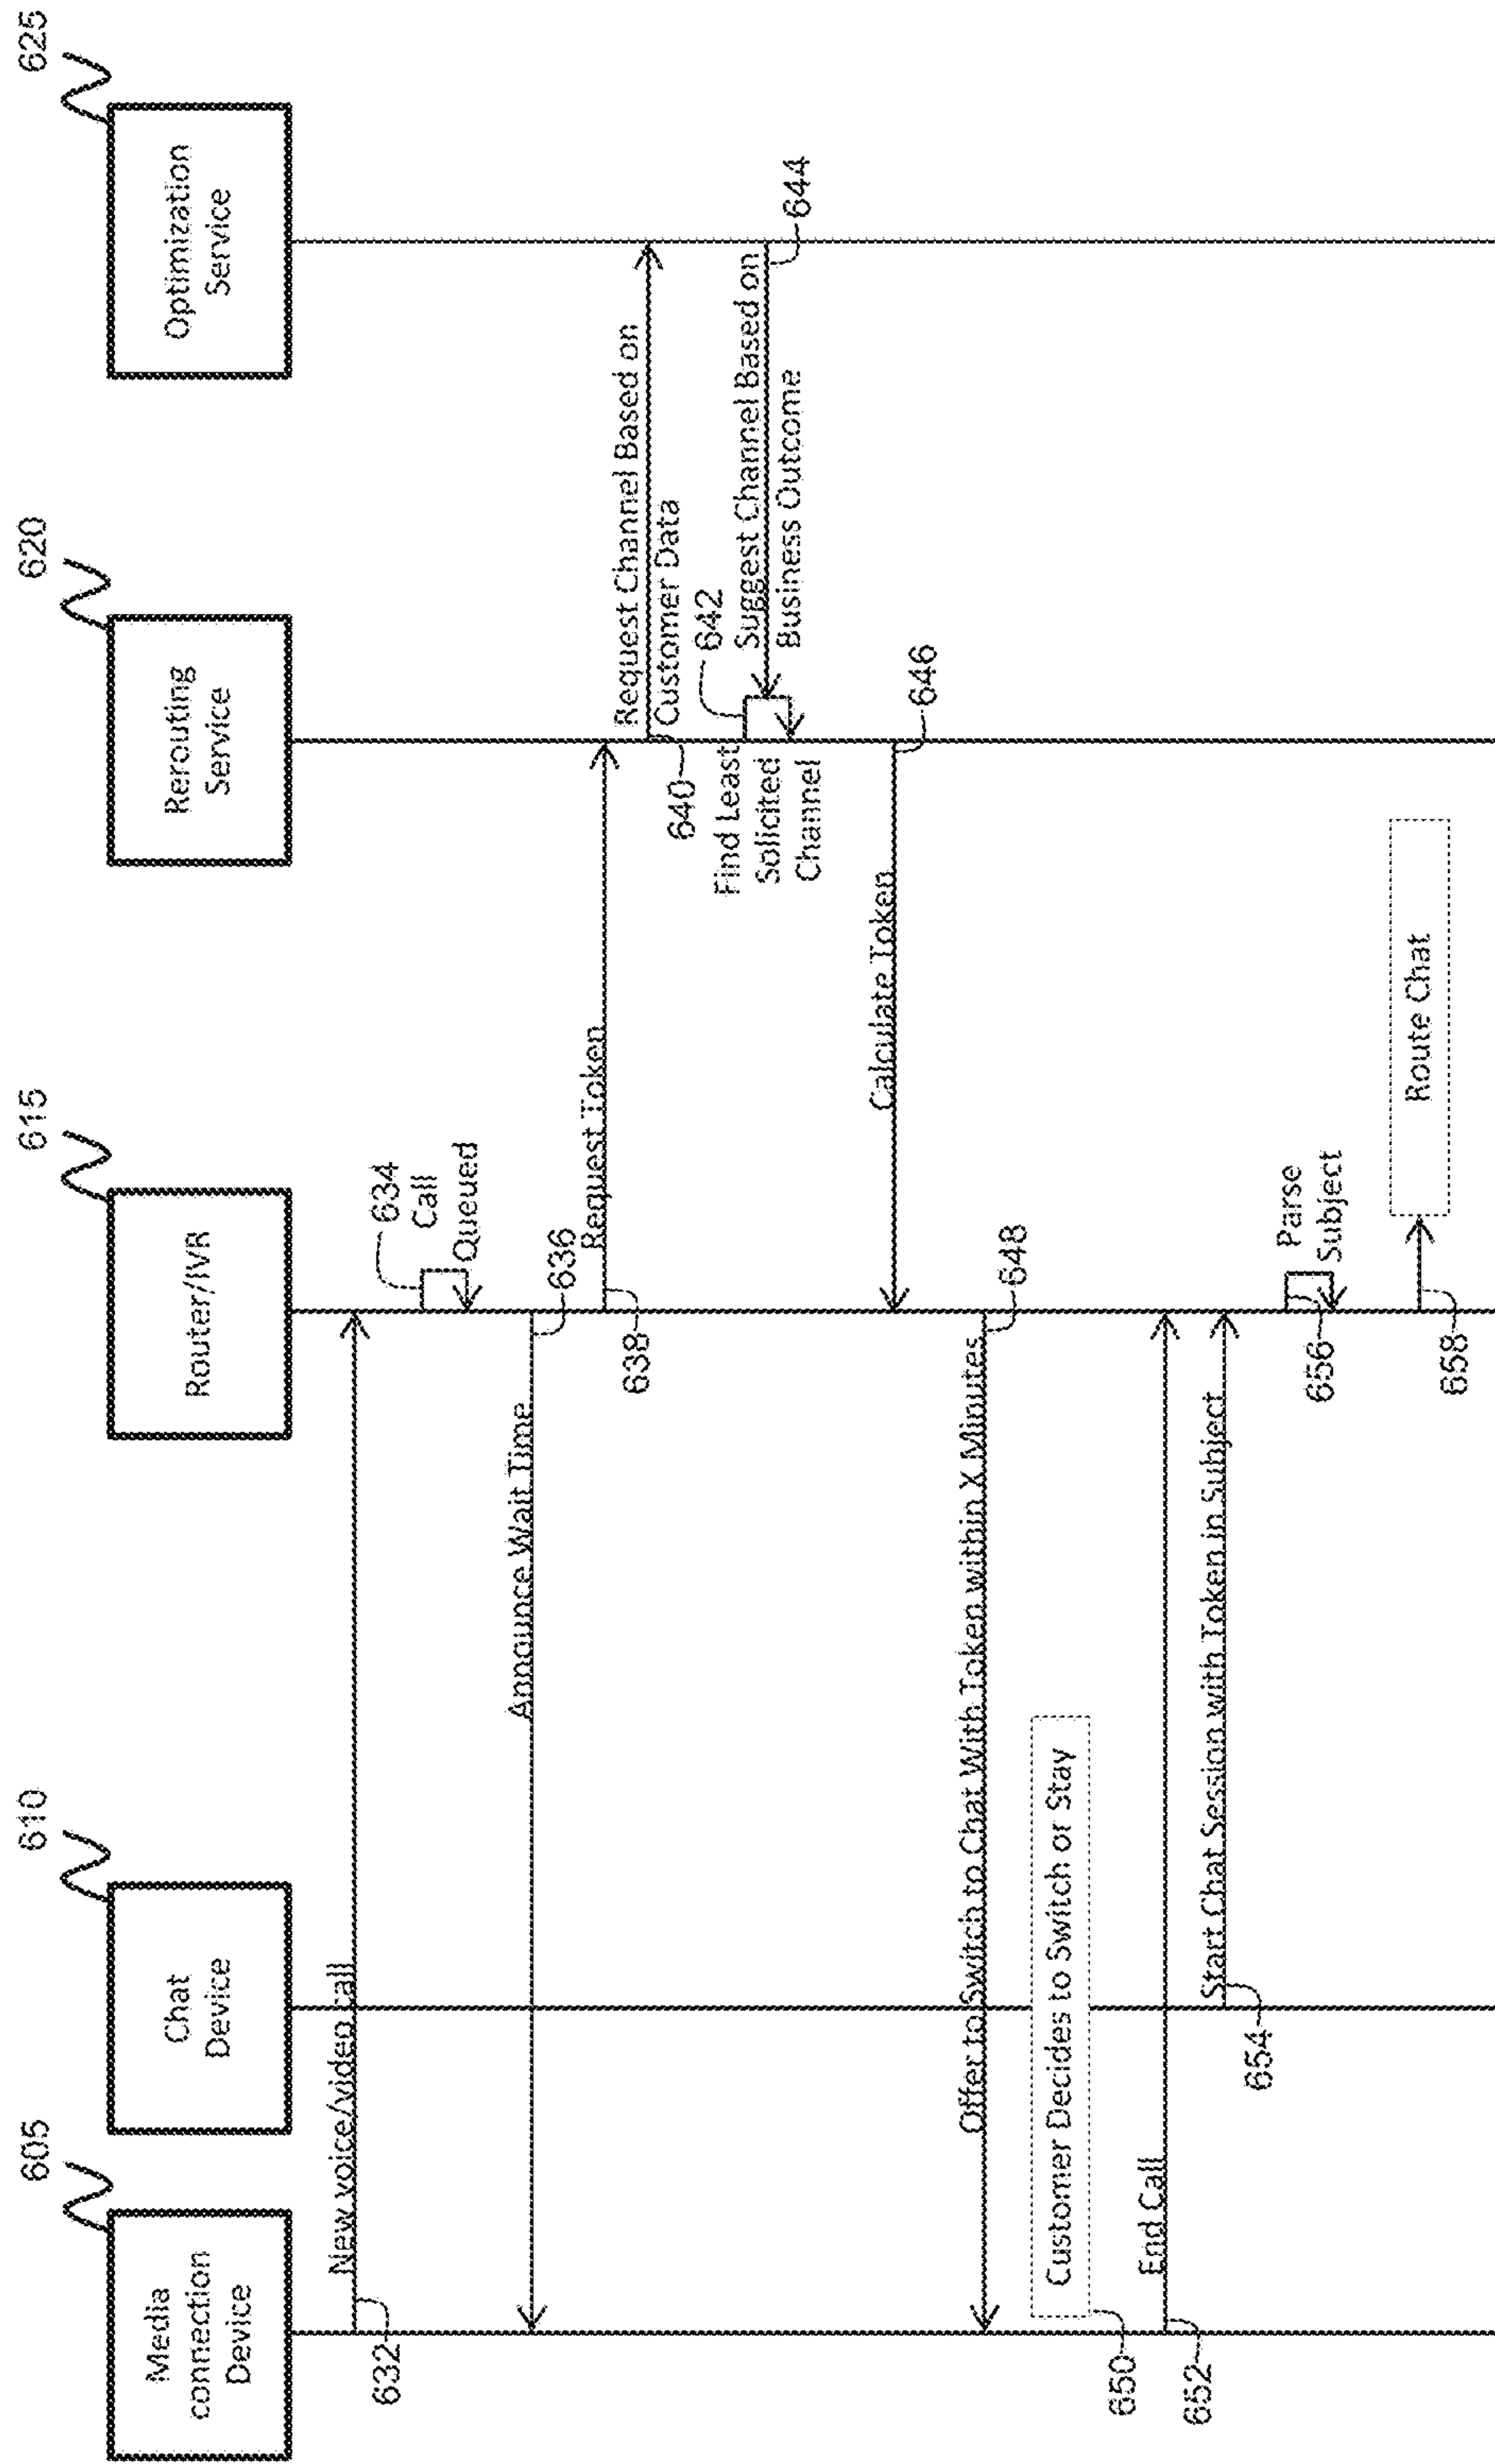 605
610
615
620
625
Media
connection
Device
Chat
Device
Router/IVR
Rerouting
Service
Optimization
Service
New voice/video call
632
634
Call
Queued
Announce Wait Time
636
Request Token
638
Request Channel Based on
Customer Data
640
642
Find Least
Solicited
Channel
Suggest Channel Based on
Business Outcome
644
Calculate Token
646
Offer to Switch to Chat With Token within X Minutes
648
Customer Decides to Switch or Stay
650
End Call
652
Start Chat Session with Token in Subject
654
Parse
Subject
656
Route Chat
658